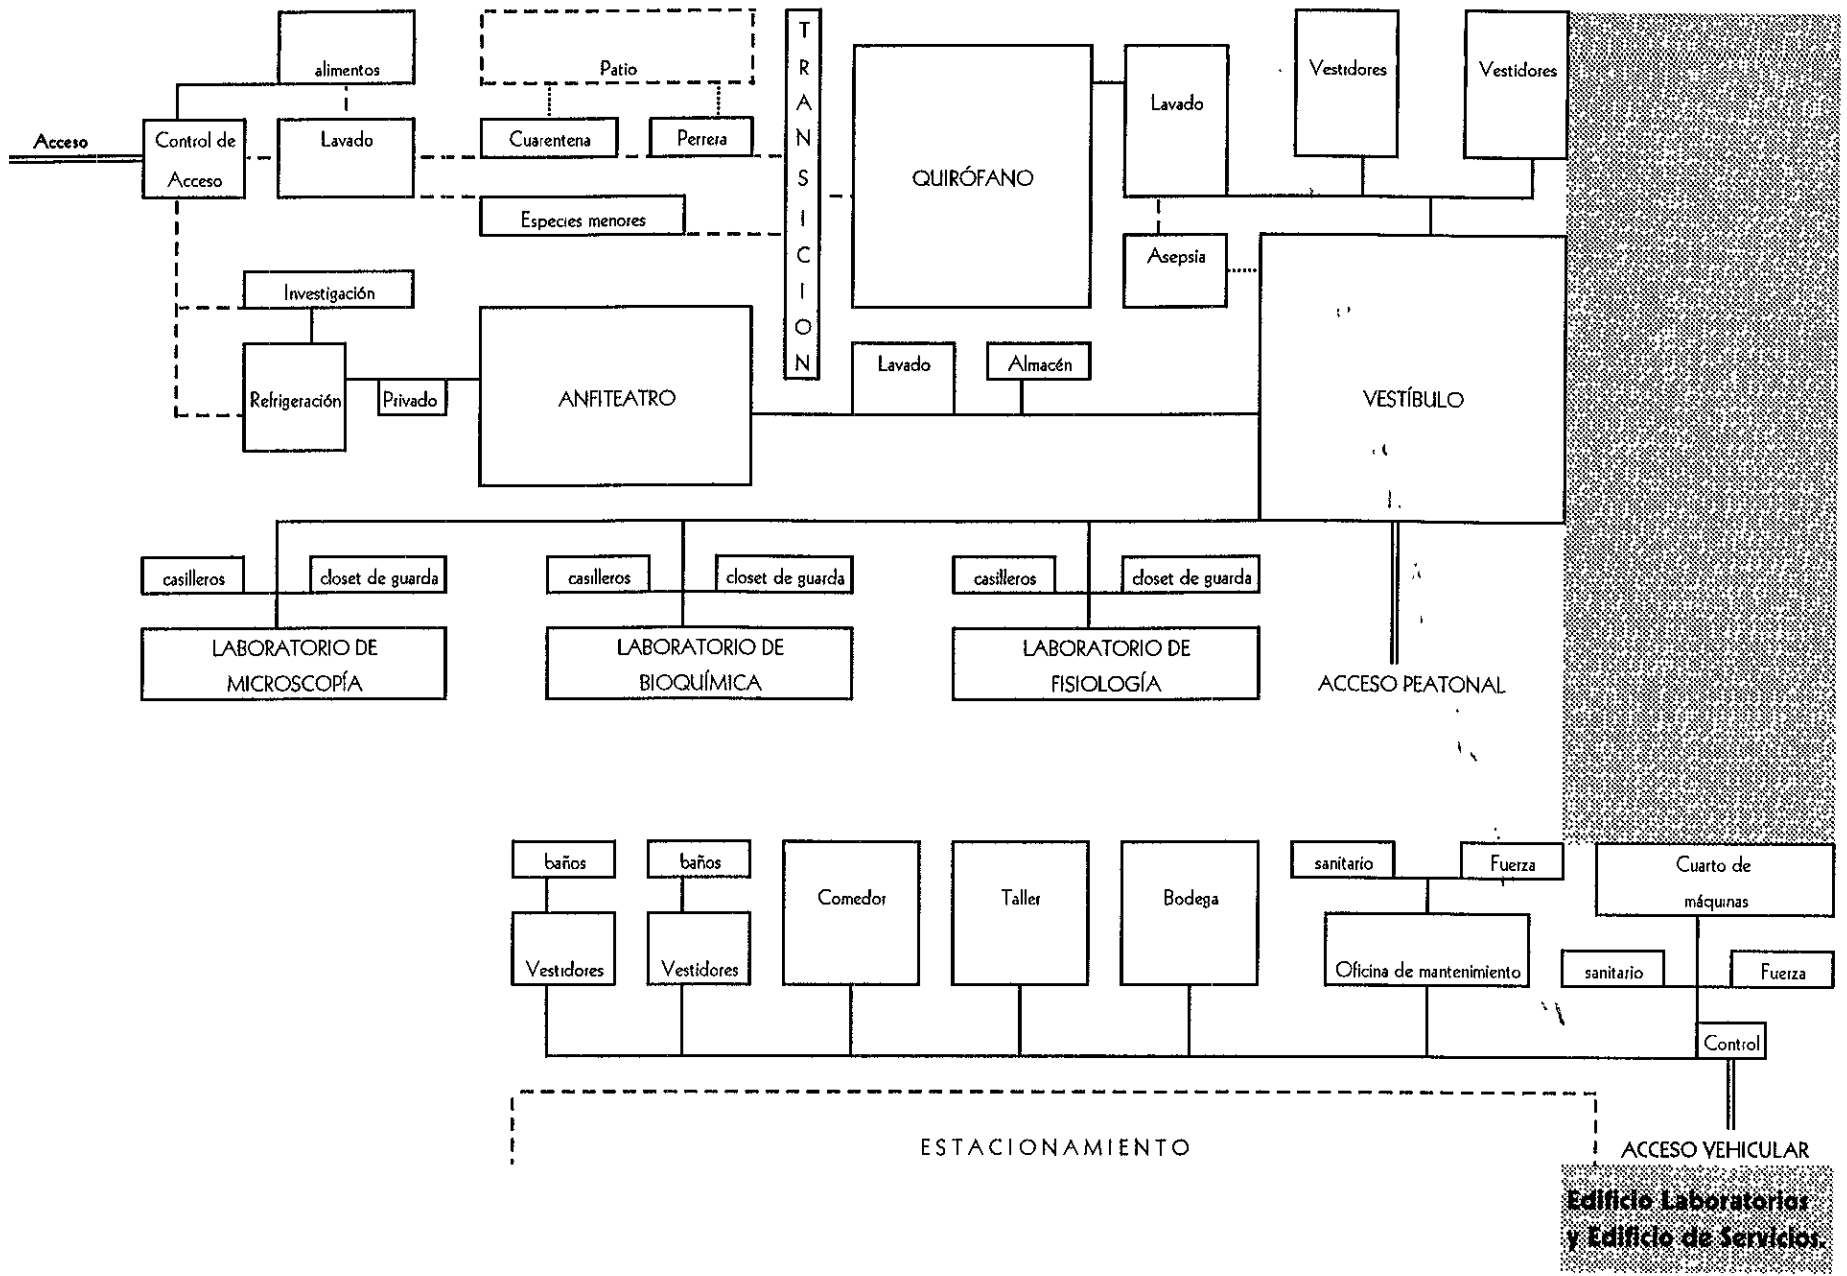 alimentos
Patio
TRANSICION
Vestidores
Vestidores
Lavado
Acceso
Control de
Acceso
Lavado
Cuarentena
Perrera
QUIRÓFANO
Especies menores
Asepsia
Investigación
Refrigeración
Privado
ANFITEATRO
Lavado
Almacén
VESTÍBULO
casilleros
closet de guarda
casilleros
closet de guarda
casilleros
closet de guarda
LABORATORIO DE
MICROSCOPÍA
LABORATORIO DE
BIOQUÍMICA
LABORATORIO DE
FISIOLOGÍA
ACCESO PEATONAL
baños
baños
Comedor
Taller
Bodega
sanitario
Fuerza
Cuarto de
máquinas
Vestidores
Vestidores
Oficina de mantenimiento
sanitario
Fuerza
Control
ESTACIONAMIENTO
ACCESO VEHICULAR
Edificio Laboratorios
y Edificio de Servicios.